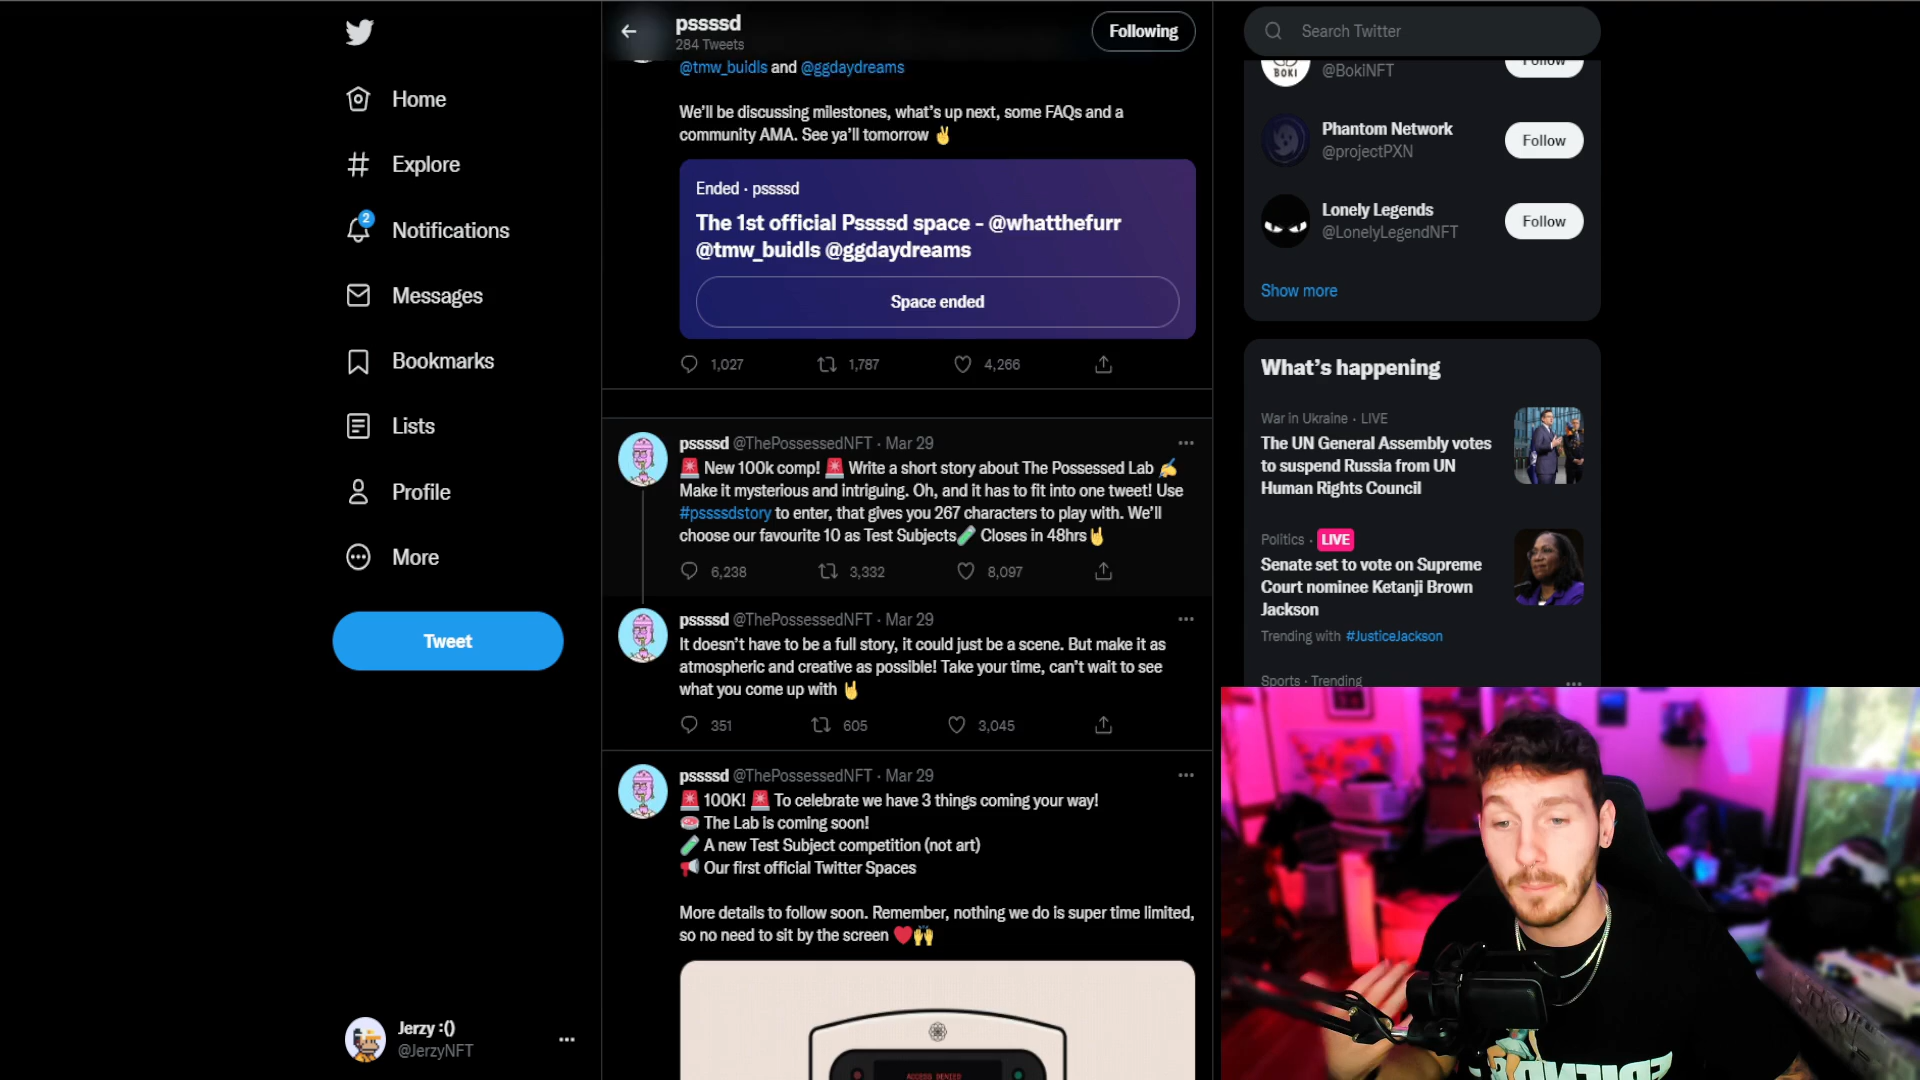 pssssd
284 Tweets
Following
Search Twitter
@tmw_buidls and @ggdaydreams
We'll be discussing milestones, what's up next, some FAQs and a
community AMA. See ya'll tomorrow ✌
Ended · pssssd
The 1st official Pssssd space - @whatthefurr
@tmw_buidls @ggdaydreams
Space ended
1,027 1,787 4,266
pssssd @ThePossessedNFT · Mar 29
🚨 New 100k comp! 🚨 Write a short story about The Possessed Lab ✍
Make it mysterious and intriguing. Oh, and it has to fit into one tweet! Use
#pssssdstory to enter, that gives you 267 characters to play with. We'll
choose our favourite 10 as Test Subjects🧪 Closes in 48hrs🤘
6,238 3,332 8,097
pssssd @ThePossessedNFT · Mar 29
It doesn't have to be a full story, it could just be a scene. But make it as
atmospheric and creative as possible! Take your time, can't wait to see
what you come up with 🤘
351 605 3,045
pssssd @ThePossessedNFT · Mar 29
🚨 100K! 🚨 To celebrate we have 3 things coming your way!
🧫 The Lab is coming soon!
🧪 A new Test Subject competition (not art)
📢 Our first official Twitter Spaces
More details to follow soon. Remember, nothing we do is super time limited,
so no need to sit by the screen ❤🙌
ACCESS DENIED
Home
Explore
2
Notifications
Messages
Bookmarks
Lists
Profile
More
Tweet
Jerzy :()
@JerzyNFT
BOKI
@BokiNFT
Follow
Phantom Network
@projectPXN
Follow
Lonely Legends
@LonelyLegendNFT
Follow
Show more
What's happening
War in Ukraine · LIVE
The UN General Assembly votes
to suspend Russia from UN
Human Rights Council
Politics · LIVE
Senate set to vote on Supreme
Court nominee Ketanji Brown
Jackson
Trending with #JusticeJackson
Sports · Trending